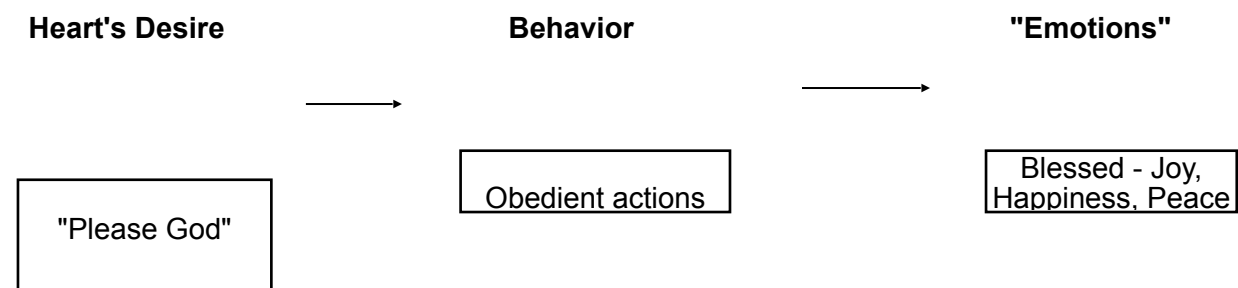 Heart's Desire
Behavior
"Emotions"
"Please God"
Obedient actions
Blessed - Joy,
Happiness, Peace